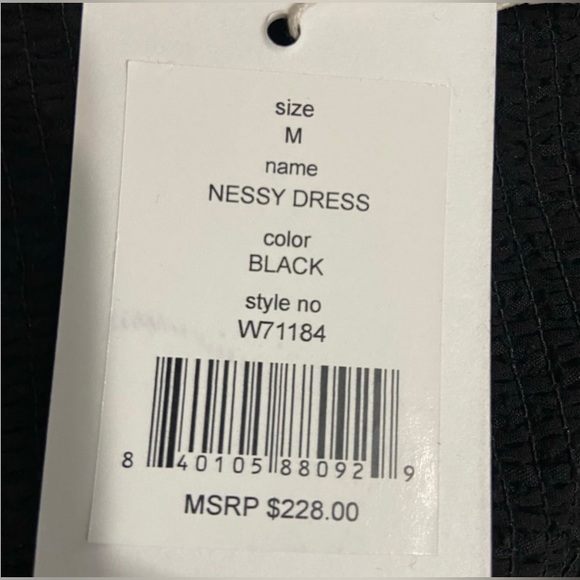 size
M
name
NESSY DRESS
color
BLACK
style no
W71184
8 40105 88092 9
MSRP $228.00